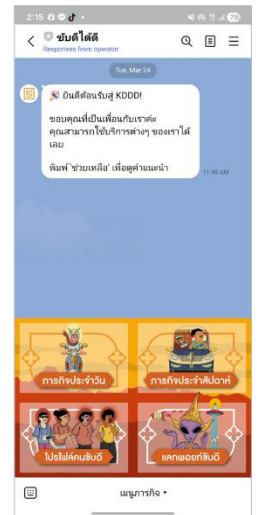 2:15
75
ขับดีได้ดี
Responses from operator
Tue, Mar 24
🎉 ยินดีต้อนรับสู่ KDDD!
ขอบคุณที่เป็นเพื่อนกับเราค่ะ
คุณสามารถใช้บริการต่างๆ ของเราได้
เลย
พิมพ์ 'ช่วยเหลือ' เพื่อดูคำแนะนำ
11:48 AM
ภารกิจประจำวัน
ภารกิจประจำสัปดาห์
โปรไฟล์คนขับดี
แลกพอยท์ขับดี
เมนูภารกิจ